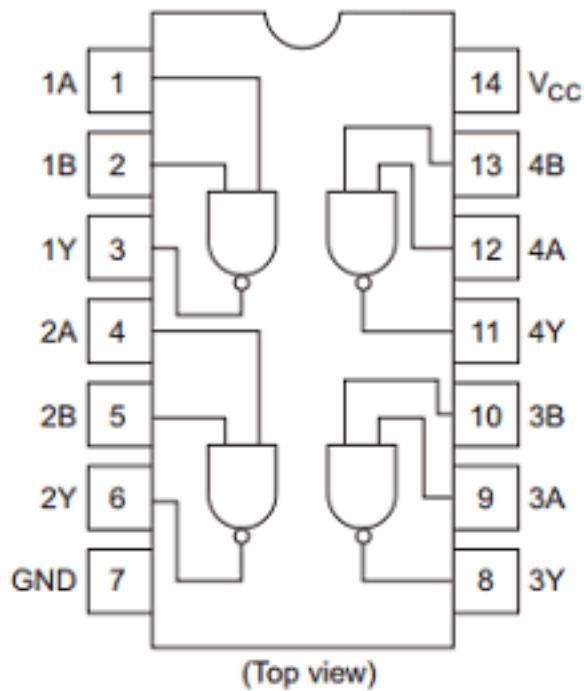 1A 1 14 VCC
1B 2 13 4B
1Y 3 12 4A
2A 4 11 4Y
2B 5 10 3B
2Y 6 9 3A
GND 7 8 3Y
(Top view)